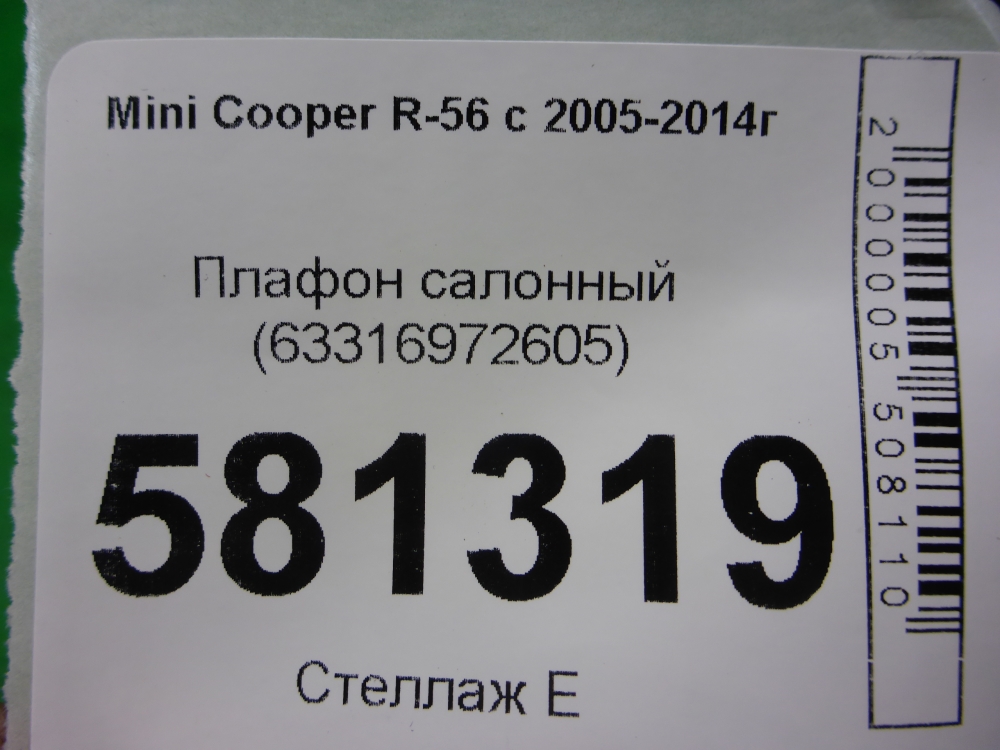 Mini Cooper R-56 с 2005-2014г
Плафон салонный
(63316972605)
581319
Стеллаж Е
2000005508110